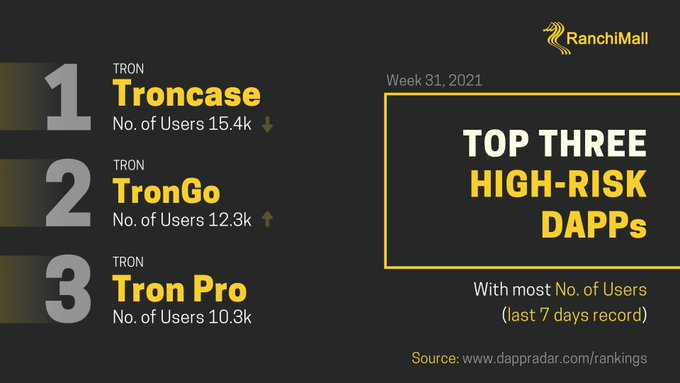 RanchiMall
Week 31, 2021
TOP THREE
HIGH-RISK
DAPPs
With most No. of Users
(last 7 days record)
1
TRON
Troncase
No. of Users 15.4k
2
TRON
TronGo
No. of Users 12.3k
3
TRON
Tron Pro
No. of Users 10.3k
Source: www.dappradar.com/rankings